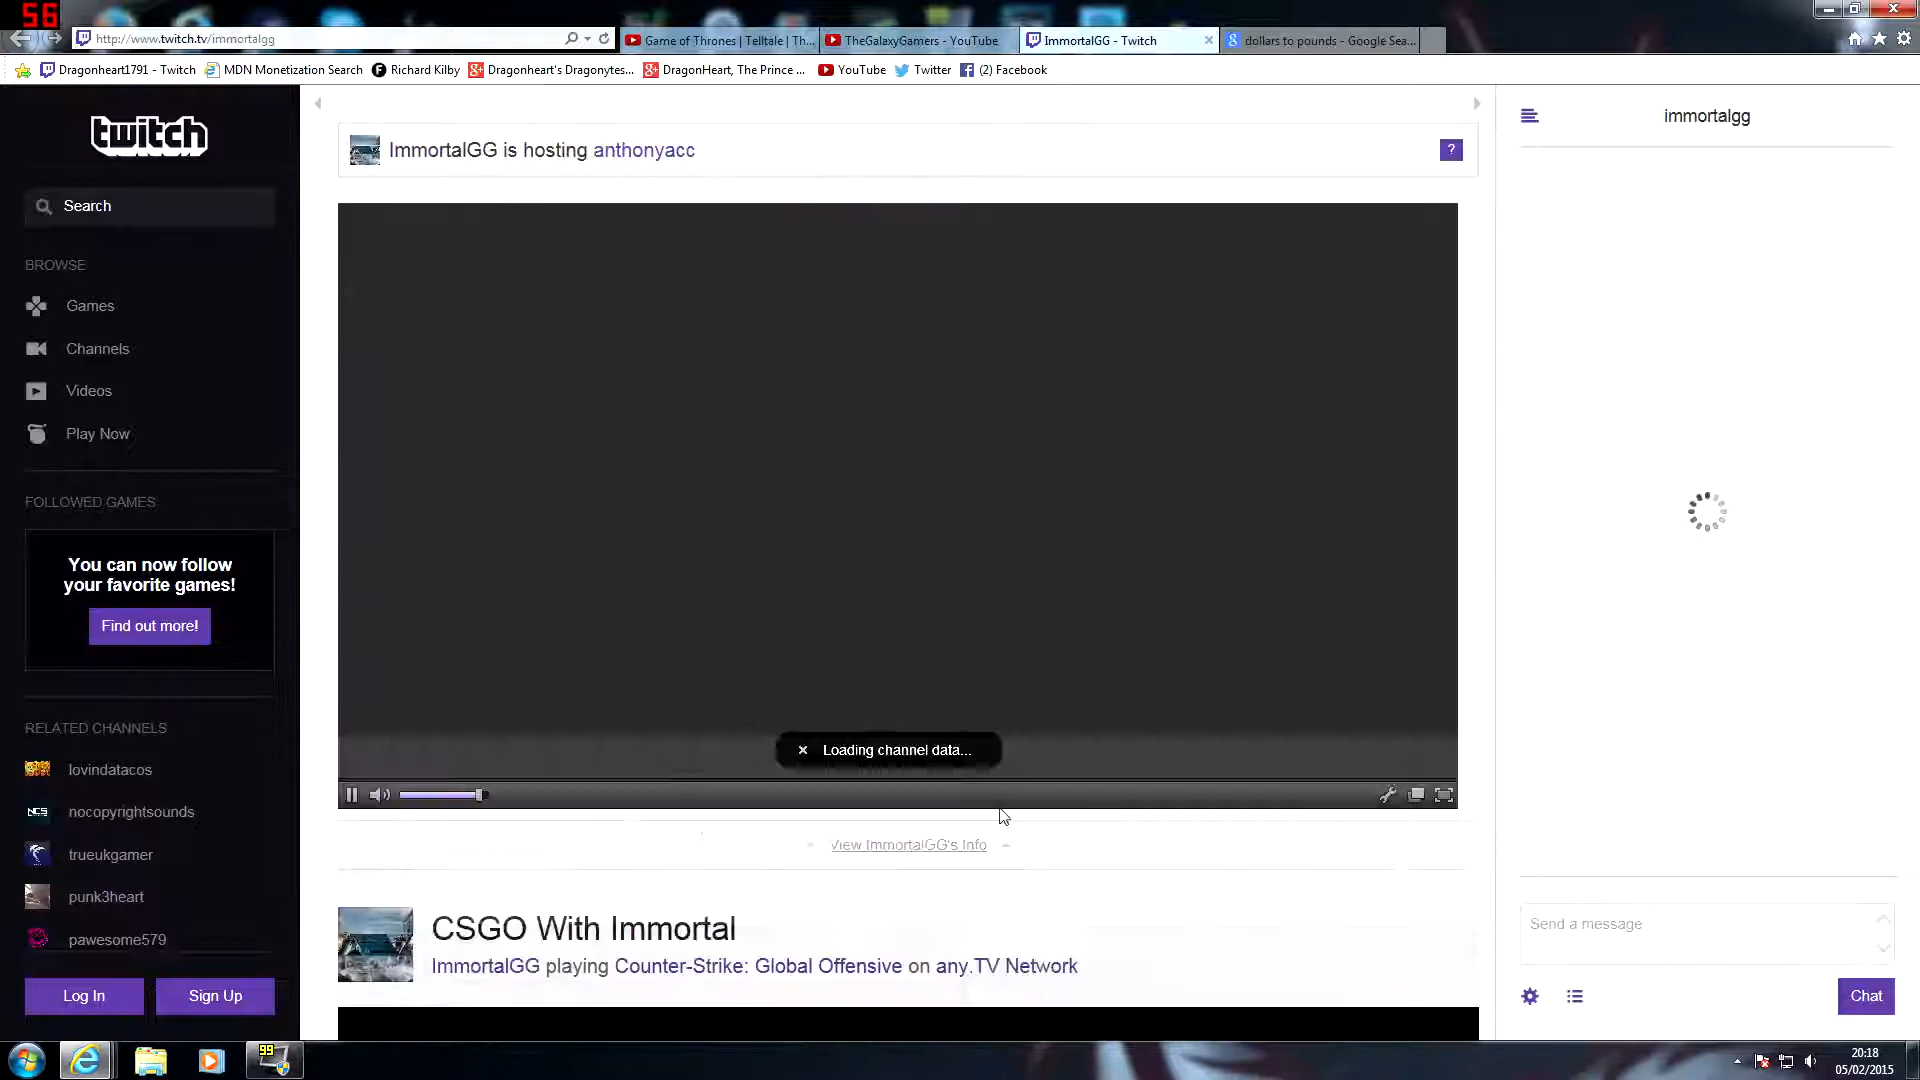 56
http://www.twitch.tv/immortalgg
Game of Thrones | Telltale | Th...
TheGalaxyGamers - YouTube
ImmortalGG - Twitch
dollars to pounds - Google Sea...
Dragonheart1791 - Twitch
MDN Monetization Search
Richard Kilby
Dragonheart's Dragonytes...
DragonHeart, The Prince ...
YouTube
Twitter
(2) Facebook
twitch
Search
BROWSE
Games
Channels
Videos
Play Now
FOLLOWED GAMES
You can now follow
your favorite games!
Find out more!
RELATED CHANNELS
lovindatacos
NCS
nocopyrightsounds
trueukgamer
punk3heart
pawesome579
Log In
Sign Up
ImmortalGG is hosting anthonyacc
?
Loading channel data...
View ImmortalGG's Info
CSGO With Immortal
ImmortalGG playing Counter-Strike: Global Offensive on any.TV Network
immortalgg
Send a message
Chat
99
20:18
05/02/2015